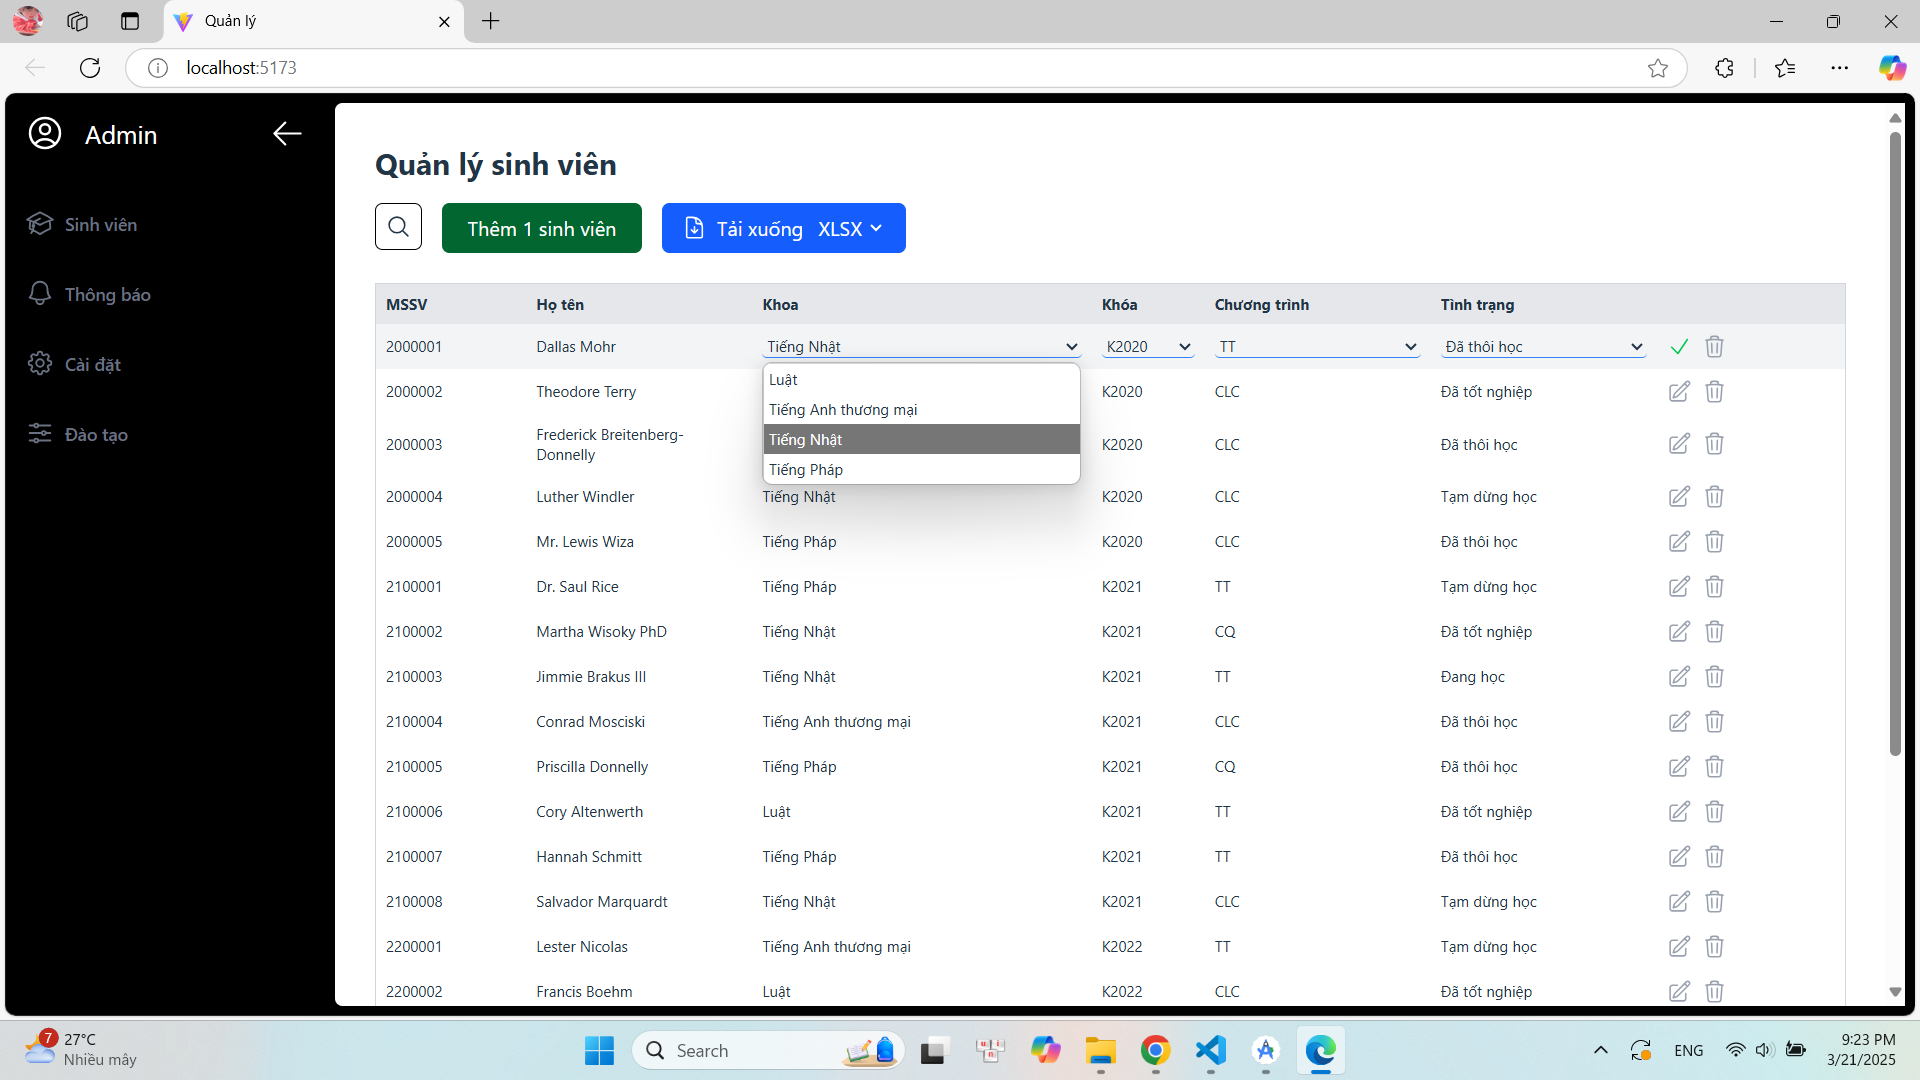 Quản lý
localhost:5173
Admin
Sinh viên
Thông báo
Cài đặt
Đào tạo
Quản lý sinh viên
Thêm 1 sinh viên
Tải xuống XLSX
MSSV Họ tên Khoa Khóa Chương trình Tình trạng
2000001 Dallas Mohr Tiếng Nhật K2020 TT Đã thôi học
Luật
Tiếng Anh thương mại
Tiếng Nhật
Tiếng Pháp
2000002 Theodore Terry K2020 CLC Đã tốt nghiệp
2000003 Frederick Breitenberg-
Donnelly K2020 CLC Đã thôi học
2000004 Luther Windler Tiếng Nhật K2020 CLC Tạm dừng học
2000005 Mr. Lewis Wiza Tiếng Pháp K2020 CLC Đã thôi học
2100001 Dr. Saul Rice Tiếng Pháp K2021 TT Tạm dừng học
2100002 Martha Wisoky PhD Tiếng Nhật K2021 CQ Đã tốt nghiệp
2100003 Jimmie Brakus III Tiếng Nhật K2021 TT Đang học
2100004 Conrad Mosciski Tiếng Anh thương mại K2021 CLC Đã thôi học
2100005 Priscilla Donnelly Tiếng Pháp K2021 CQ Đã thôi học
2100006 Cory Altenwerth Luật K2021 TT Đã tốt nghiệp
2100007 Hannah Schmitt Tiếng Pháp K2021 TT Đã thôi học
2100008 Salvador Marquardt Tiếng Nhật K2021 CLC Tạm dừng học
2200001 Lester Nicolas Tiếng Anh thương mại K2022 TT Tạm dừng học
2200002 Francis Boehm Luật K2022 CLC Đã tốt nghiệp
7
27°C
Nhiều mây
Search
ENG
9:23 PM
3/21/2025